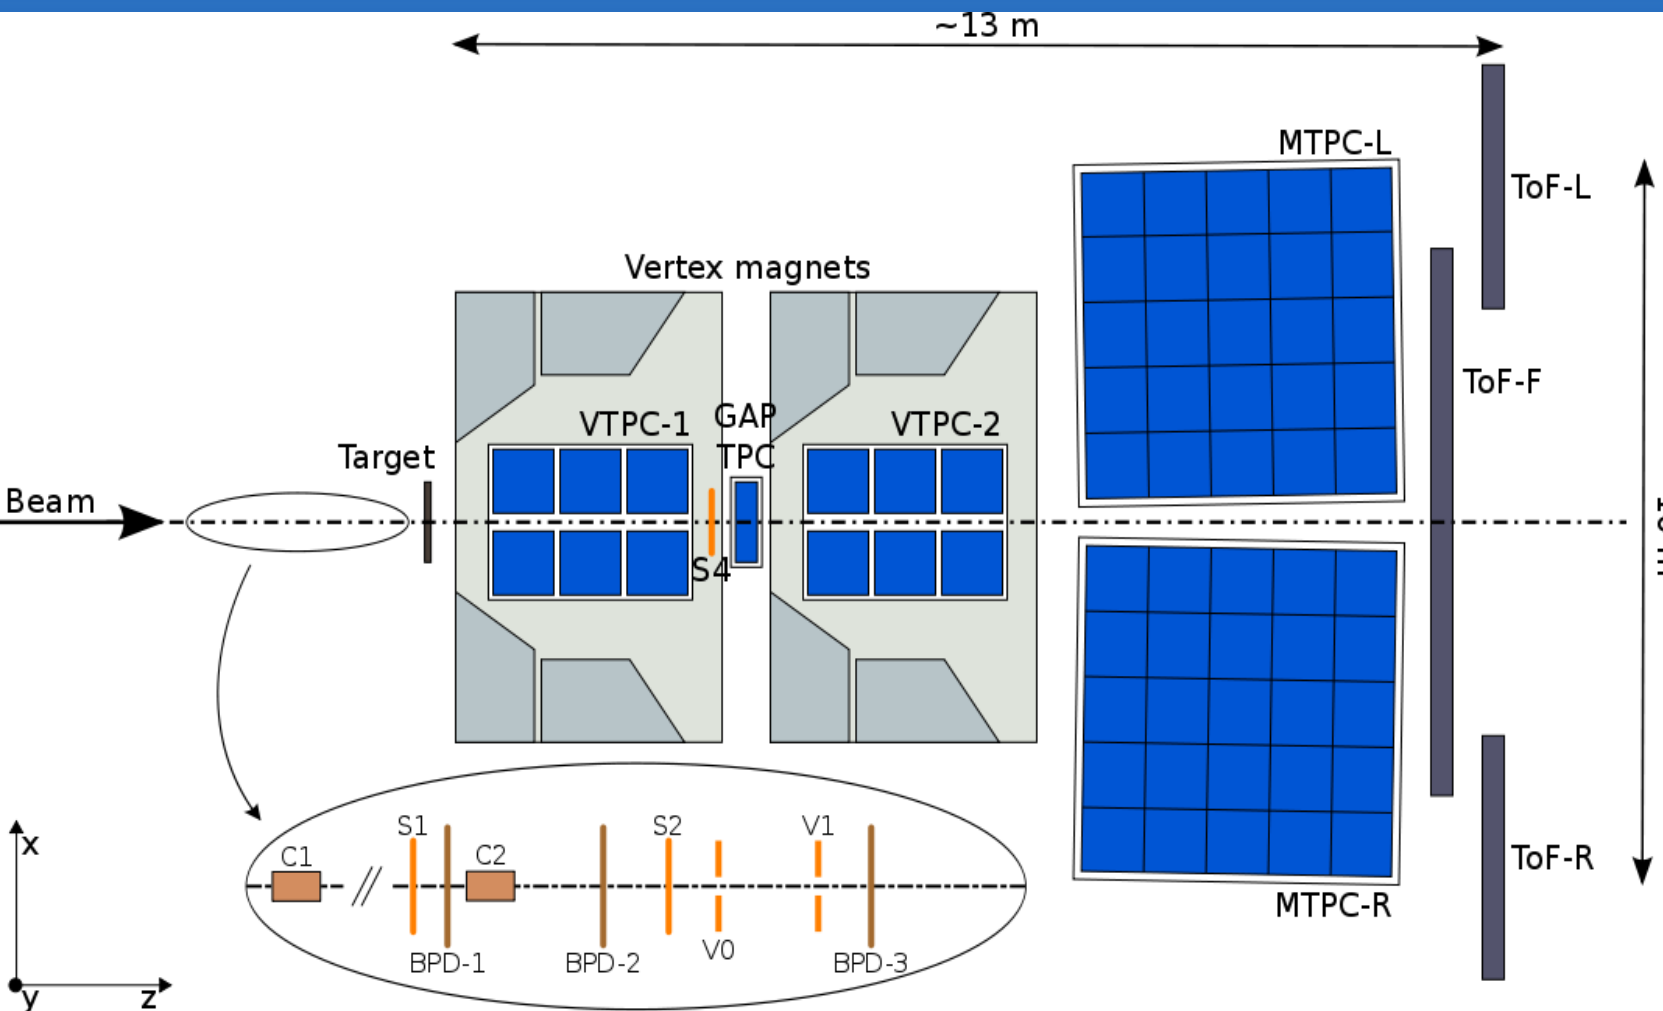 ~13 m
MTPC-L
ToF-L
Vertex magnets
ToF-F
VTPC-1
GAP
TPC
VTPC-2
Target
Beam
S4
S1
S2
V1
C1
C2
x
ToF-R
MTPC-R
V0
BPD-1
BPD-2
BPD-3
y
z